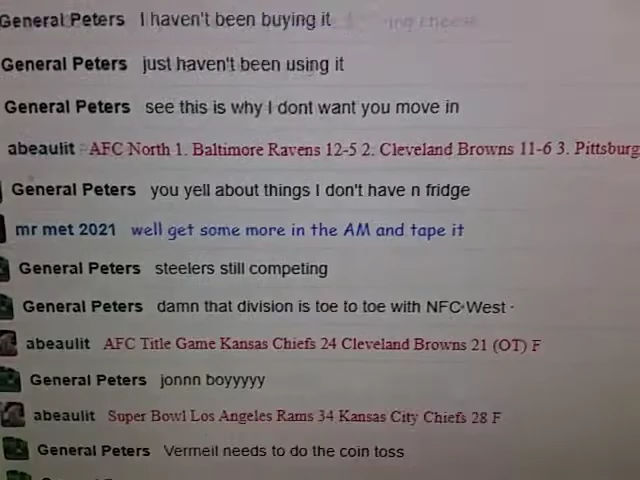 General Peters I haven't been buying it
General Peters just haven't been using it
General Peters see this is why I dont want you move in
abeaulit AFC North 1. Baltimore Ravens 12-5 2. Cleveland Browns 11-6 3. Pittsburg
General Peters you yell about things I don't have n fridge
mr met 2021 well get some more in the AM and tape it
General Peters steelers still competing
General Peters damn that division is toe to toe with NFC West
abeaulit AFC Title Game Kansas Chiefs 24 Cleveland Browns 21 (OT) F
General Peters jonnn boyyyyy
abeaulit Super Bowl Los Angeles Rams 34 Kansas City Chiefs 28 F
General Peters Vermeil needs to do the coin toss